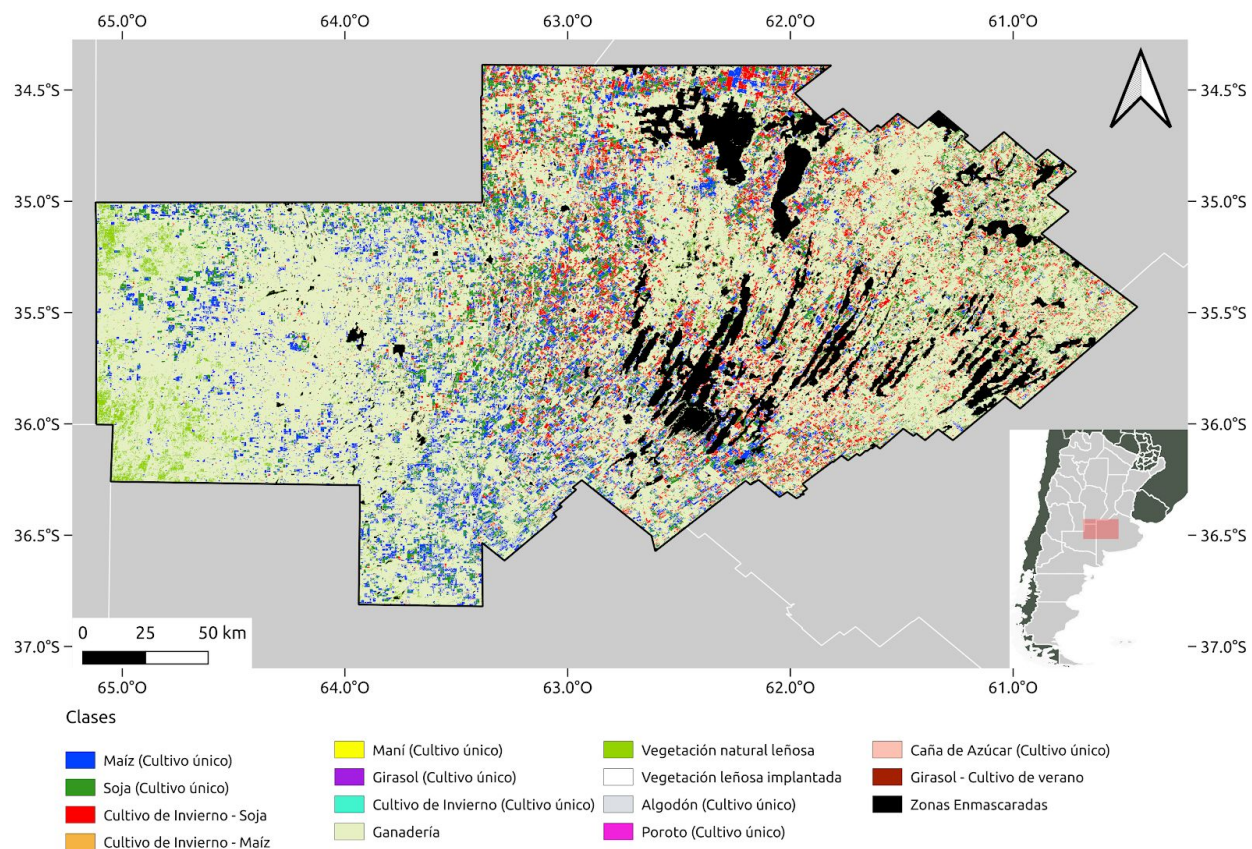 65.0°O 64.0°O 63.0°O 62.0°O 61.0°O
34.5°S 34.5°S
35.0°S 35.0°S
35.5°S 35.5°S
36.0°S 36.0°S
36.5°S 36.5°S
37.0°S 37.0°S
0 25 50 km
65.0°O 64.0°O 63.0°O 62.0°O 61.0°O
Clases
Maíz (Cultivo único)
Soja (Cultivo único)
Cultivo de Invierno - Soja
Cultivo de Invierno - Maíz
Maní (Cultivo único)
Girasol (Cultivo único)
Cultivo de Invierno (Cultivo único)
Ganadería
Vegetación natural leñosa
Vegetación leñosa implantada
Algodón (Cultivo único)
Poroto (Cultivo único)
Caña de Azúcar (Cultivo único)
Girasol - Cultivo de verano
Zonas Enmascaradas